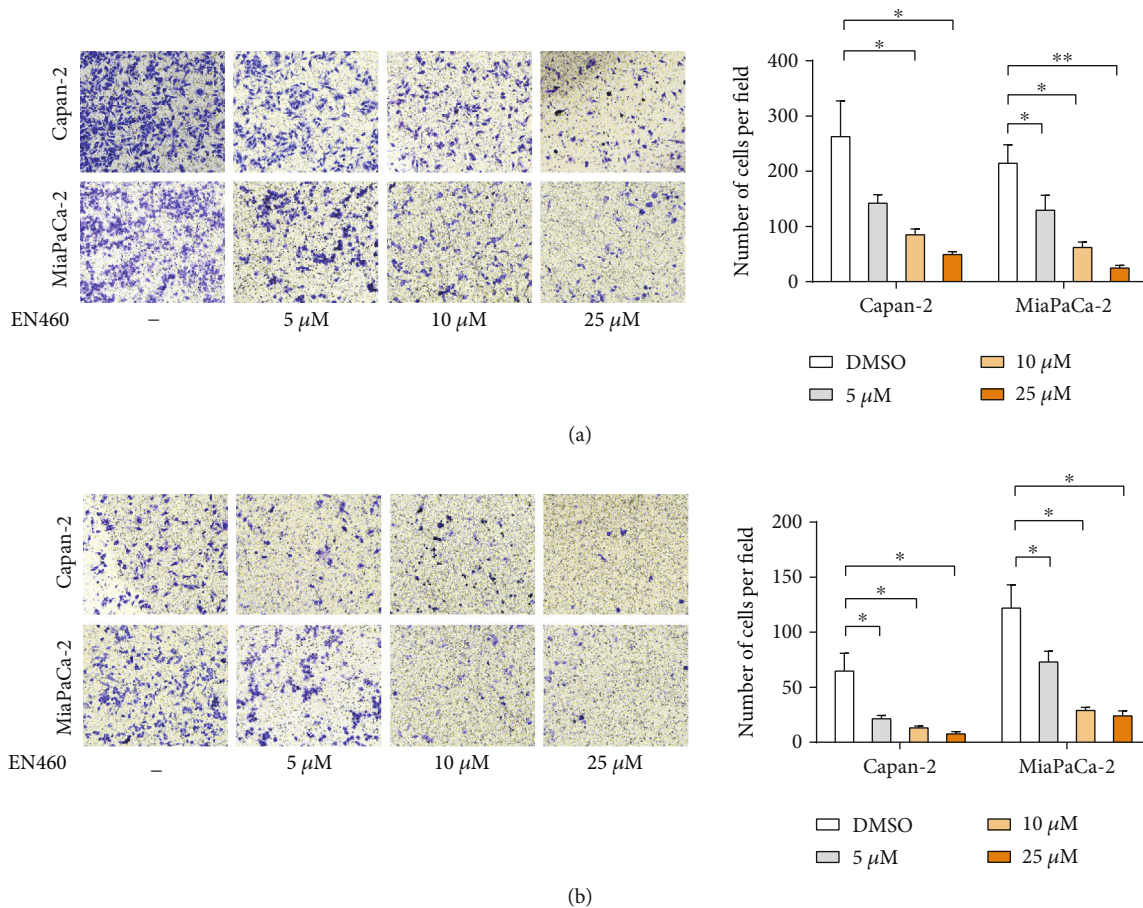 Capan-2
MiaPaCa-2
EN460
–
5 μM
10 μM
25 μM
Number of cells per field
400
300
200
100
0
*
*
**
*
*
Capan-2
MiaPaCa-2
DMSO
5 μM
10 μM
25 μM
(a)
Capan-2
MiaPaCa-2
EN460
–
5 μM
10 μM
25 μM
Number of cells per field
200
150
100
50
0
*
*
*
*
*
*
Capan-2
MiaPaCa-2
DMSO
5 μM
10 μM
25 μM
(b)